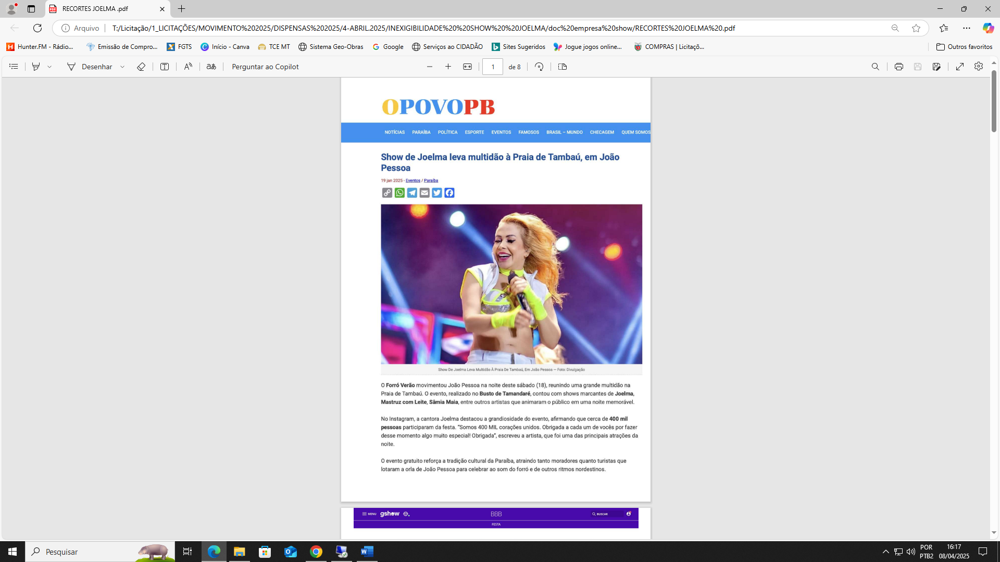 RECORTES JOELMA .pdf
Arquivo
T:/Licitação/1_LICITAÇÕES/MOVIMENTO%202025/DISPENSAS%202025/4-ABRIL.2025/INEXIGIBILIDADE%20%20SHOW%20%20JOELMA/doc%20empresa%20show/RECORTES%20JOELMA%20.pdf
Hunter.FM - Rádio... Emissão de Compro... FGTS Início - Canva TCE MT Sistema Geo-Obras Google Serviços ao CIDADÃO Sites Sugeridos Jogue jogos online... COMPRAS | Licitaçõ... Outros favoritos
Desenhar Perguntar ao Copilot 1 de 8
OPOVOPB
NOTÍCIAS PARAÍBA POLÍTICA ESPORTE EVENTOS FAMOSOS BRASIL – MUNDO CHECAGEM QUEM SOMOS
Show de Joelma leva multidão à Praia de Tambaú, em João
Pessoa
19 jan 2025 - Eventos / Paraíba
Show De Joelma Leva Multidão À Praia De Tambaú, Em João Pessoa — Foto: Divulgação
O Forró Verão movimentou João Pessoa na noite deste sábado (18), reunindo uma grande multidão na
Praia de Tambaú. O evento, realizado no Busto de Tamandaré, contou com shows marcantes de Joelma,
Mastruz com Leite, Sâmia Maia, entre outros artistas que animaram o público em uma noite memorável.
No Instagram, a cantora Joelma destacou a grandiosidade do evento, afirmando que cerca de 400 mil
pessoas participaram da festa. “Somos 400 MIL corações unidos. Obrigada a cada um de vocês por fazer
desse momento algo muito especial! Obrigada”, escreveu a artista, que foi uma das principais atrações da
noite.
O evento gratuito reforça a tradição cultural da Paraíba, atraindo tanto moradores quanto turistas que
lotaram a orla de João Pessoa para celebrar ao som do forró e de outros ritmos nordestinos.
MENU gshow BBB BUSCAR
FESTA
Pesquisar
POR 16:17
PTB2 08/04/2025